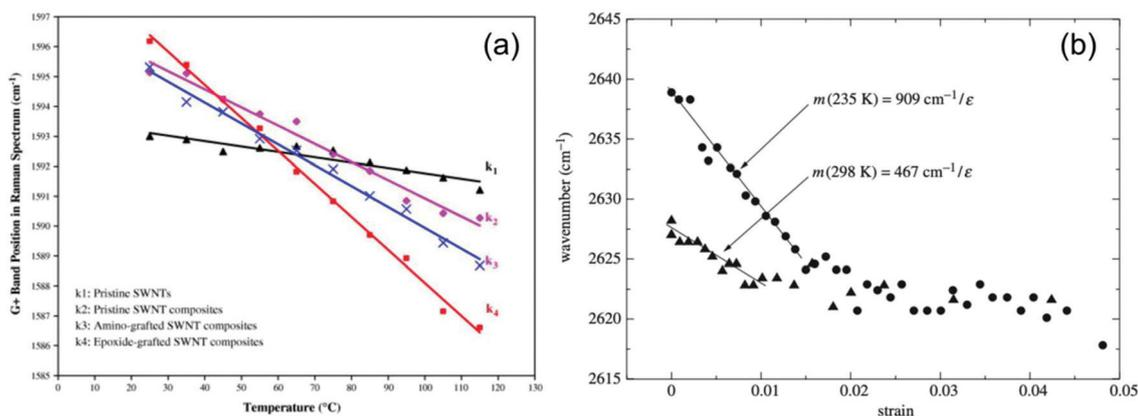 (a)
G+ Band Position in Raman Spectrum (cm-1)
1597
1596
1595
1594
1593
1592
1591
1590
1589
1588
1587
1586
1585
k1
k2
k3
k4
k1: Pristine SWNTs
k2: Pristine SWNT composites
k3: Amino-grafted SWNT composites
k4: Epoxide-grafted SWNT composites
0 10 20 30 40 50 60 70 80 90 100 110 120 130
Temperature (°C)
(b)
wavenumber (cm−1)
2645
2640
2635
2630
2625
2620
2615
m(235 K) = 909 cm−1/ε
m(298 K) = 467 cm−1/ε
0 0.01 0.02 0.03 0.04 0.05
strain